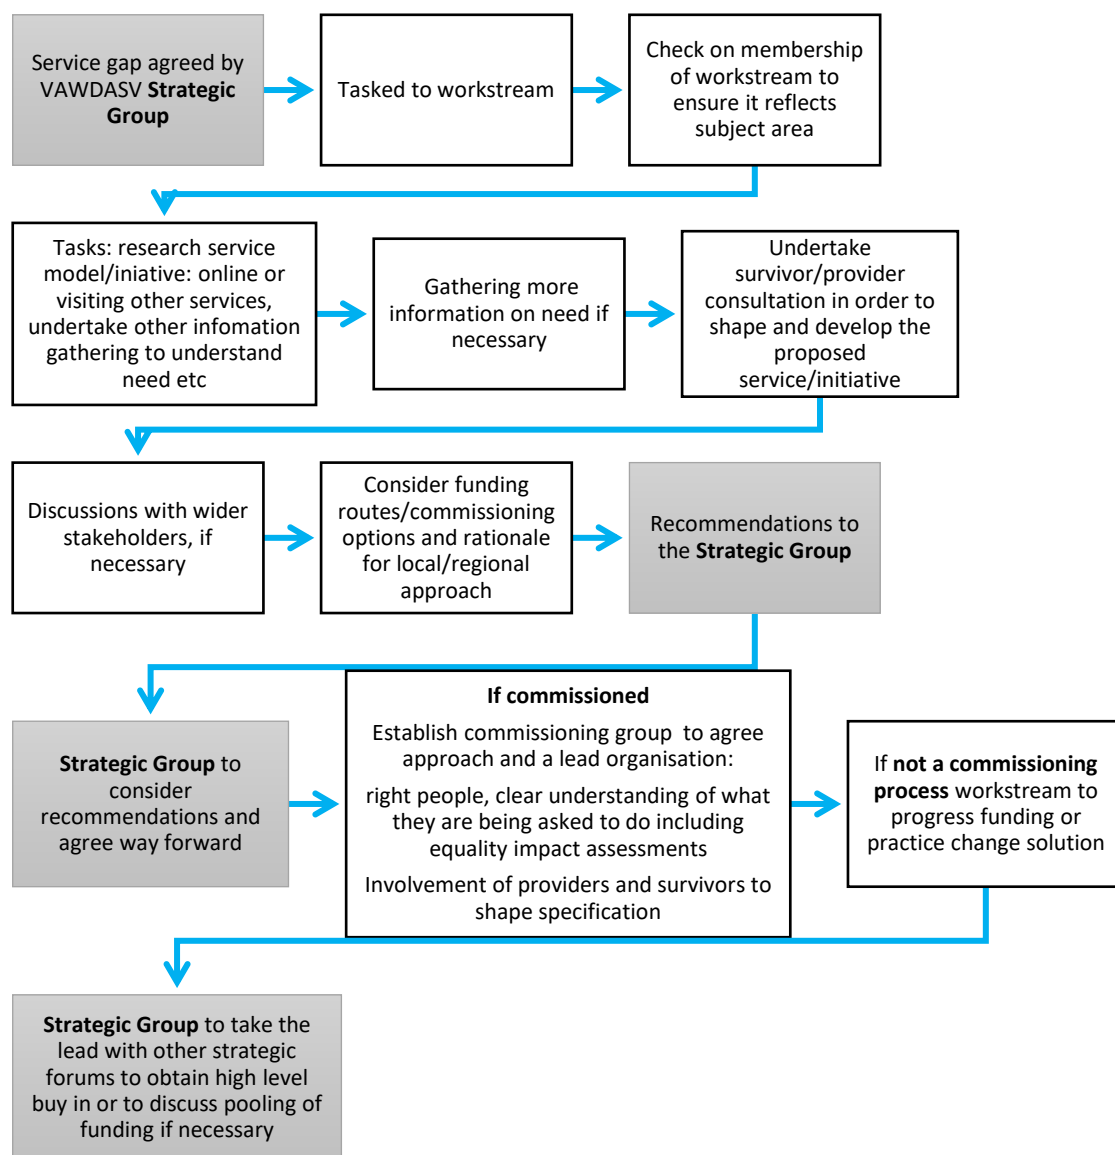 Service gap agreed by
VAWDASV Strategic
Group
Tasked to workstream
Check on membership
of workstream to
ensure it reflects
subject area
Tasks: research service
model/iniative: online or
visiting other services,
undertake other infomation
gathering to understand
need etc
Gathering more
information on need if
necessary
Undertake
survivor/provider
consultation in order to
shape and develop the
proposed
service/initiative
Discussions with wider
stakeholders, if
necessary
Consider funding
routes/commissioning
options and rationale
for local/regional
approach
Recommendations to
the Strategic Group
Strategic Group to
consider
recommendations and
agree way forward
If commissioned
Establish commissioning group to agree
approach and a lead organisation:
right people, clear understanding of what
they are being asked to do including
equality impact assessments
Involvement of providers and survivors to
shape specification
If not a commissioning
process workstream to
progress funding or
practice change solution
Strategic Group to take the
lead with other strategic
forums to obtain high level
buy in or to discuss pooling of
funding if necessary